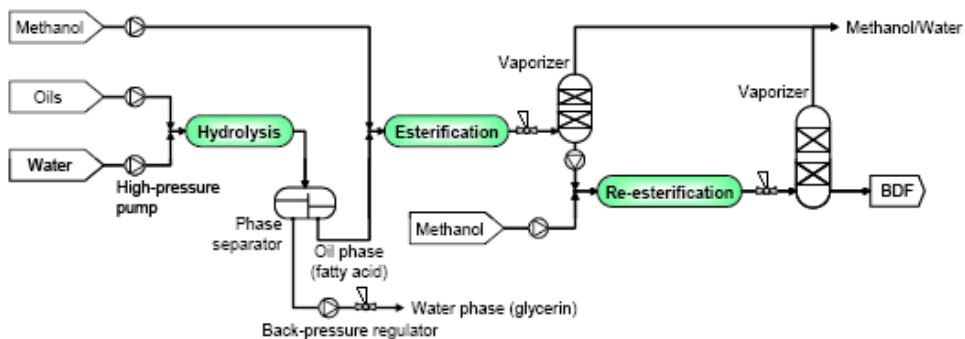 Methanol
Methanol/Water
Vaporizer
Oils
Vaporizer
Hydrolysis
Esterification
Water
High-pressure
pump
Re-esterification
BDF
Phase
separator
Methanol
Oil phase
(fatty acid)
Water phase (glycerin)
Back-pressure regulator